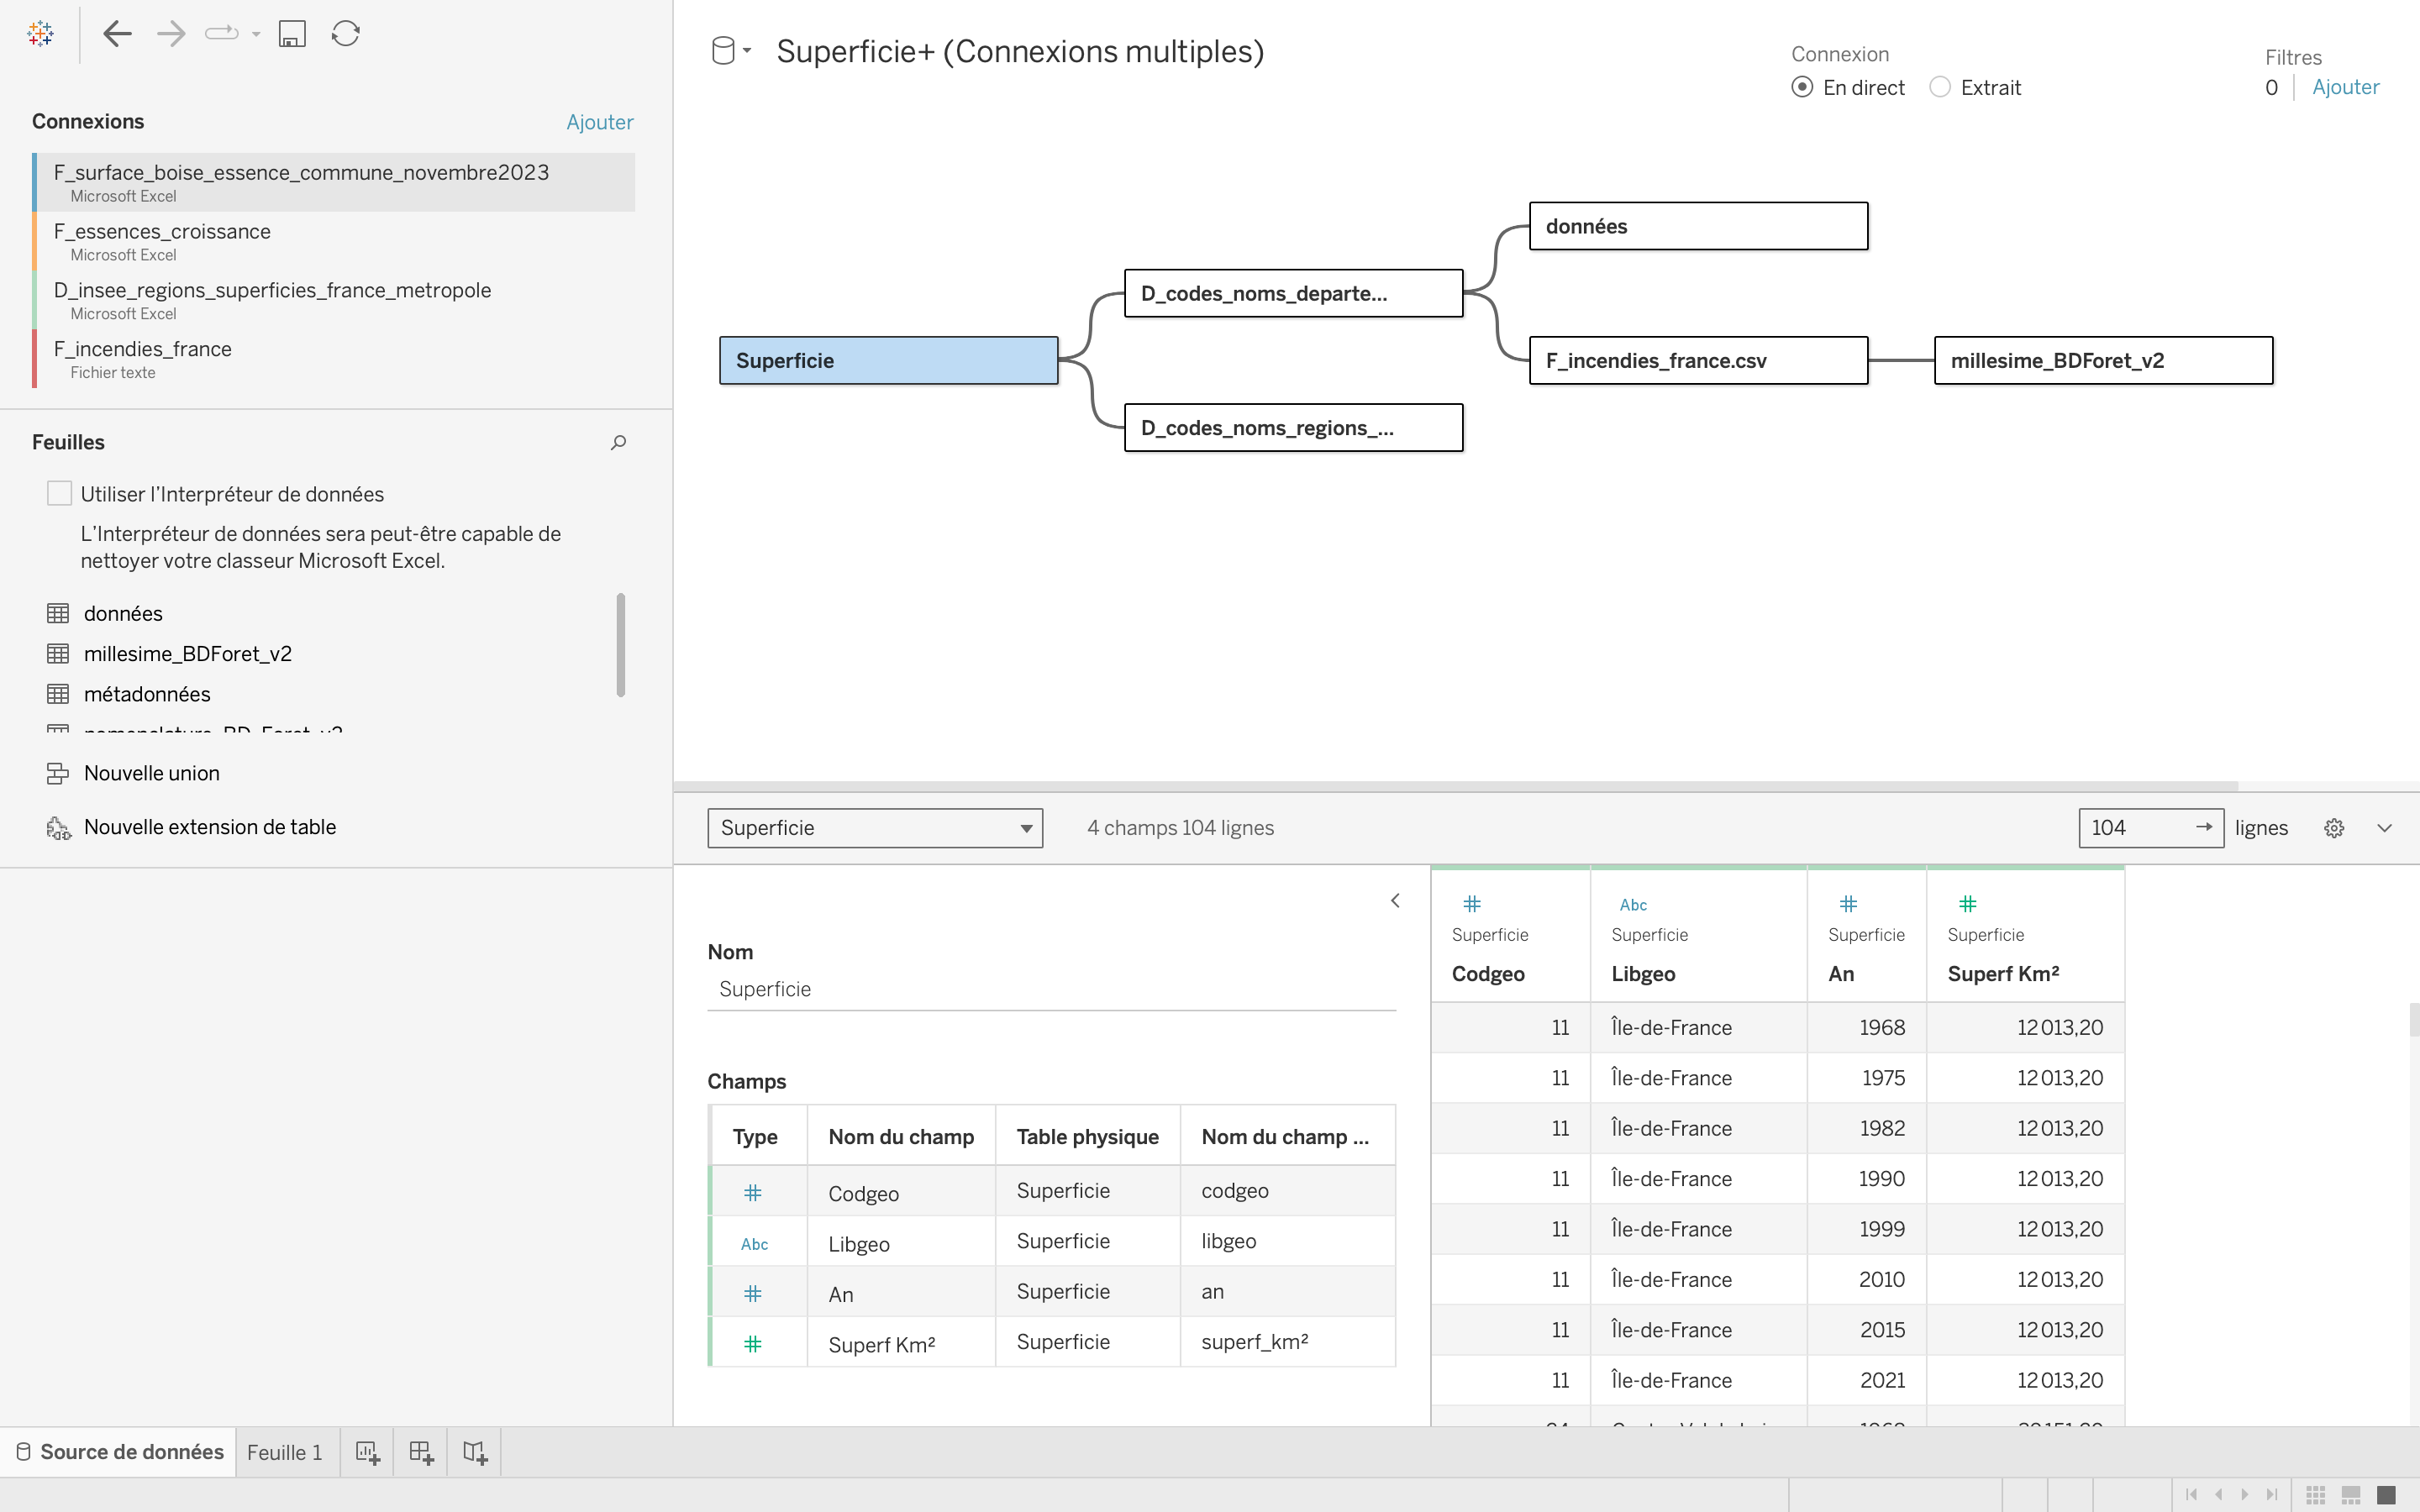 Superficie+ (Connexions multiples)
Connexion
En direct
Extrait
Filtres
0
Ajouter
Connexions
Ajouter
F_surface_boise_essence_commune_novembre2023
Microsoft Excel
F_essences_croissance
Microsoft Excel
D_insee_regions_superficies_france_metropole
Microsoft Excel
F_incendies_france
Fichier texte
Feuilles
Utiliser l'Interpréteur de données
L'Interpréteur de données sera peut-être capable de
nettoyer votre classeur Microsoft Excel.
données
millesime_BDForet_v2
métadonnées
nomenclature_BD_Foret_v2
Nouvelle union
Nouvelle extension de table
données
D_codes_noms_departe...
Superficie
F_incendies_france.csv
millesime_BDForet_v2
D_codes_noms_regions_...
Superficie
4 champs 104 lignes
104
lignes
Nom
Superficie
Champs
Type Nom du champ Table physique Nom du champ ...
Codgeo Superficie codgeo
Abc Libgeo Superficie libgeo
An Superficie an
Superf Km² Superficie superf_km²
Abc
Superficie Superficie Superficie Superficie
Codgeo Libgeo An Superf Km²
11 Île-de-France 1968 12 013,20
11 Île-de-France 1975 12 013,20
11 Île-de-France 1982 12 013,20
11 Île-de-France 1990 12 013,20
11 Île-de-France 1999 12 013,20
11 Île-de-France 2010 12 013,20
11 Île-de-France 2015 12 013,20
11 Île-de-France 2021 12 013,20
Source de données
Feuille 1